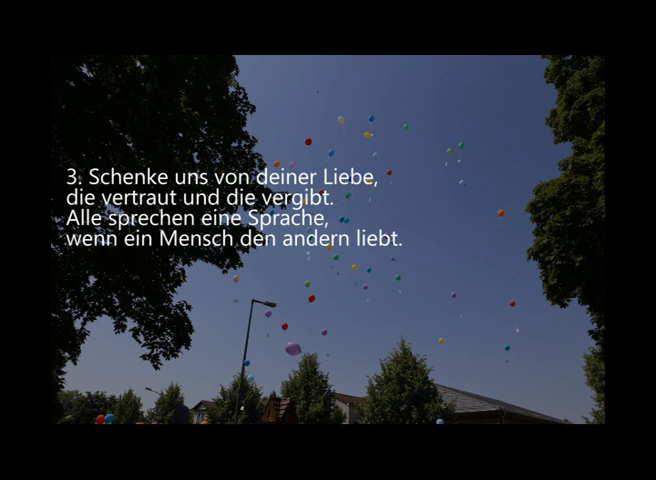 3. Schenke uns von deiner Liebe,
die vertraut und die vergibt.
Alle sprechen eine Sprache,
wenn ein Mensch den andern liebt.